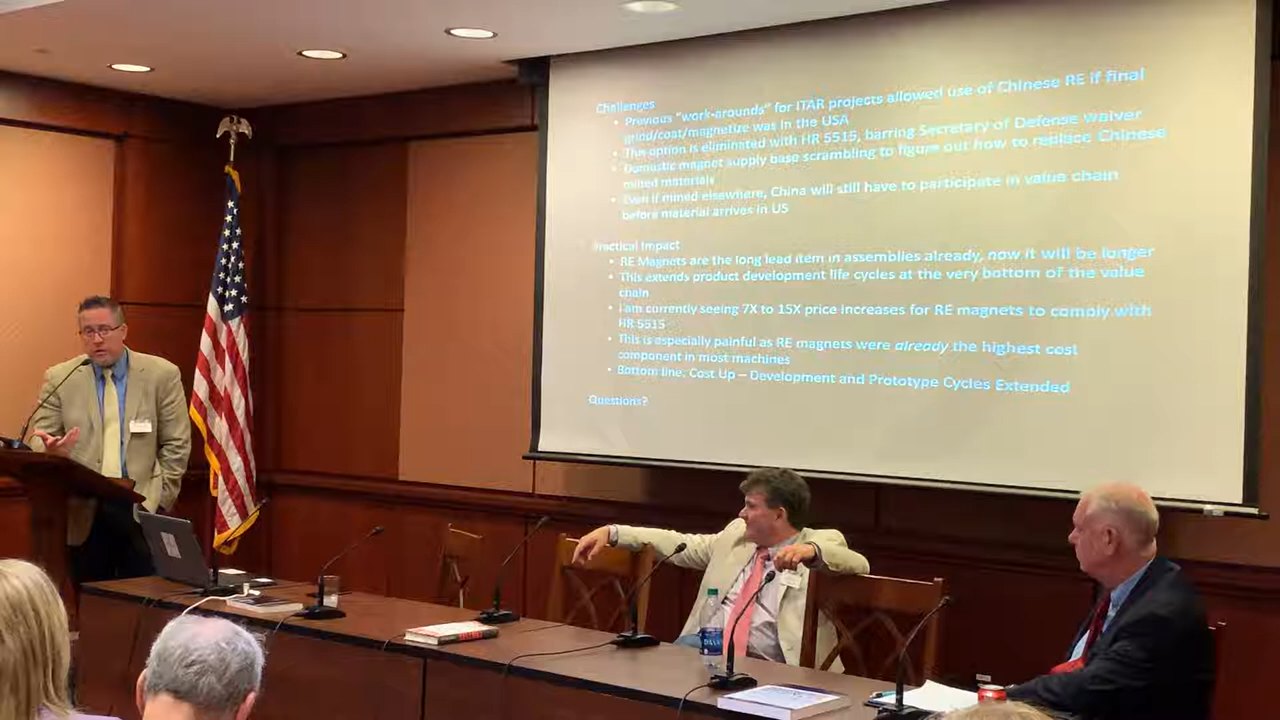 Challenges
• Previous "work-arounds" for ITAR projects allowed use of Chinese RE if final
grind/coat/magnetize was in the USA
• This option is eliminated with HR 5515, barring Secretary of Defense waiver
• Domestic magnet supply base scrambling to figure out how to replace Chinese
milled materials
• Even if mined elsewhere, China will still have to participate in value chain
before material arrives in US
Practical Impact
• RE Magnets are the long lead item in assemblies already, now it will be longer
• This extends product development life cycles at the very bottom of the value
chain
• I am currently seeing 7X to 15X price increases for RE magnets to comply with
HR 5515
• This is especially painful as RE magnets were already the highest cost
component in most machines
• Bottom line: Cost Up – Development and Prototype Cycles Extended
Questions?